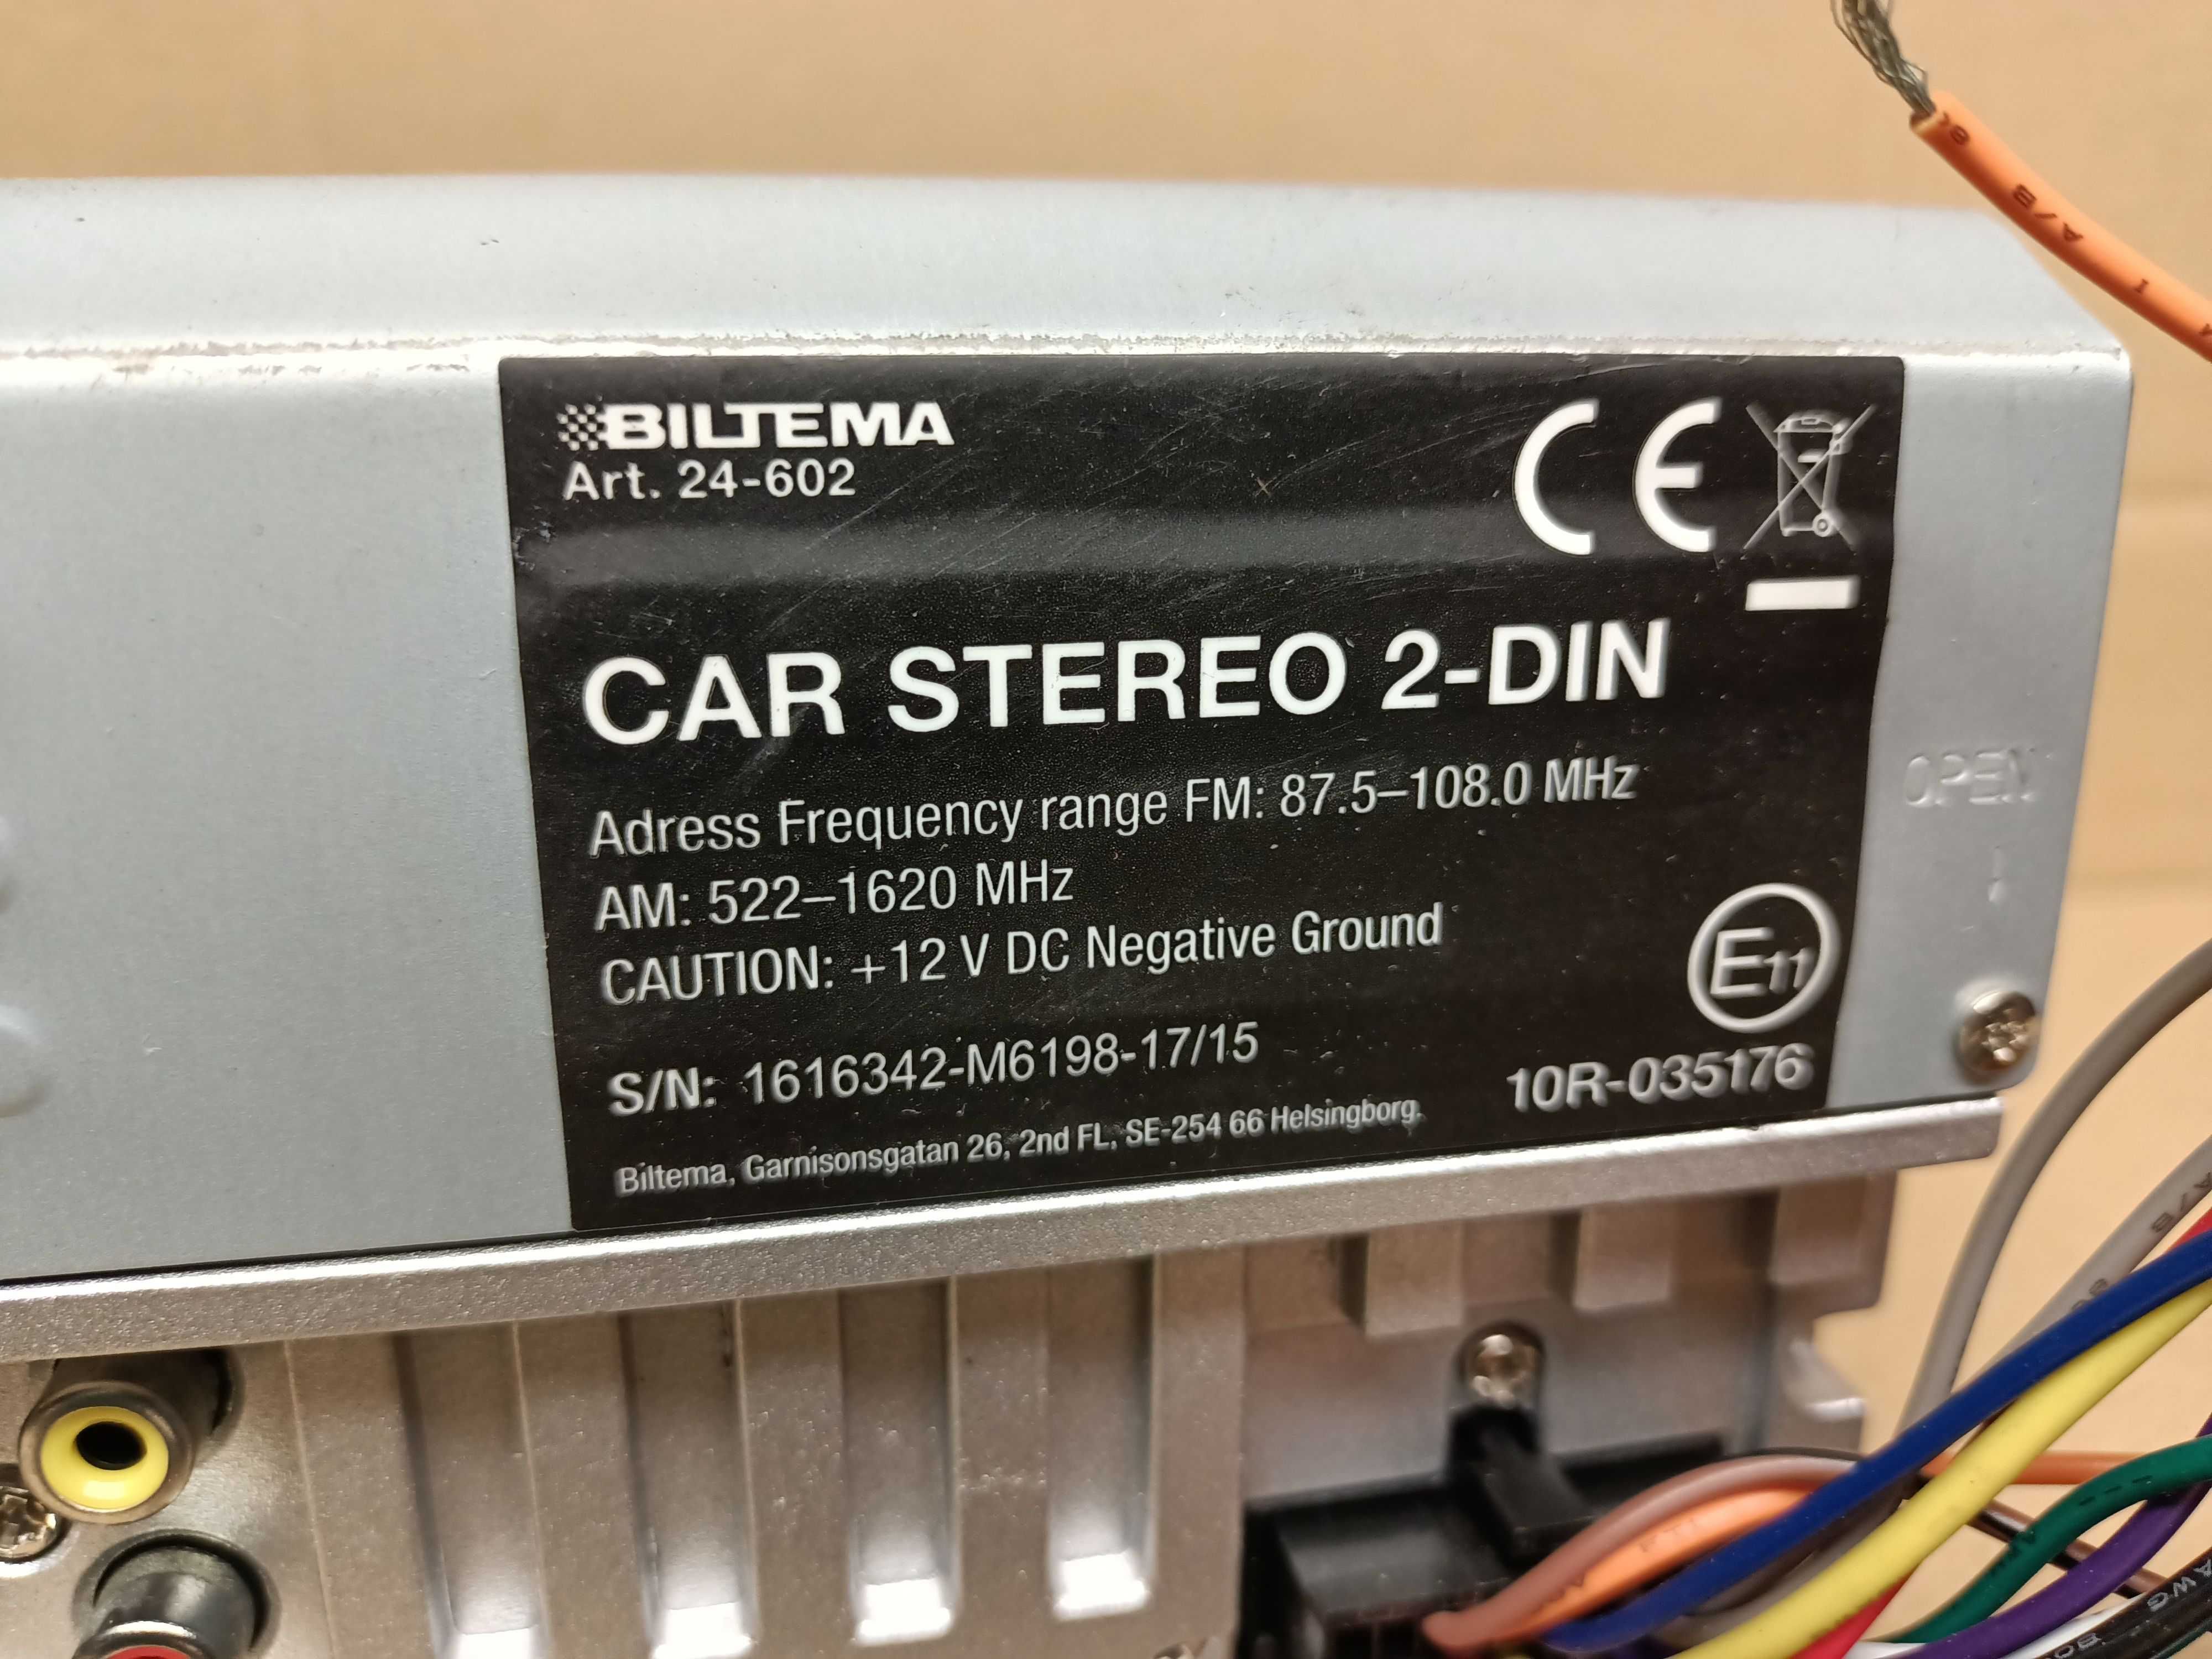 BILTEMA
Art. 24-602
CE
CAR STEREO 2-DIN
Adress Frequency range FM: 87.5–108.0 MHz
AM: 522–1620 MHz
CAUTION: +12 V DC Negative Ground
E11
S/N: 1616342-M6198-17/15
10R-035176
Biltema, Garnisonsgatan 26, 2nd FL, SE-254 66 Helsingborg.
OPEN
A/B
AWG